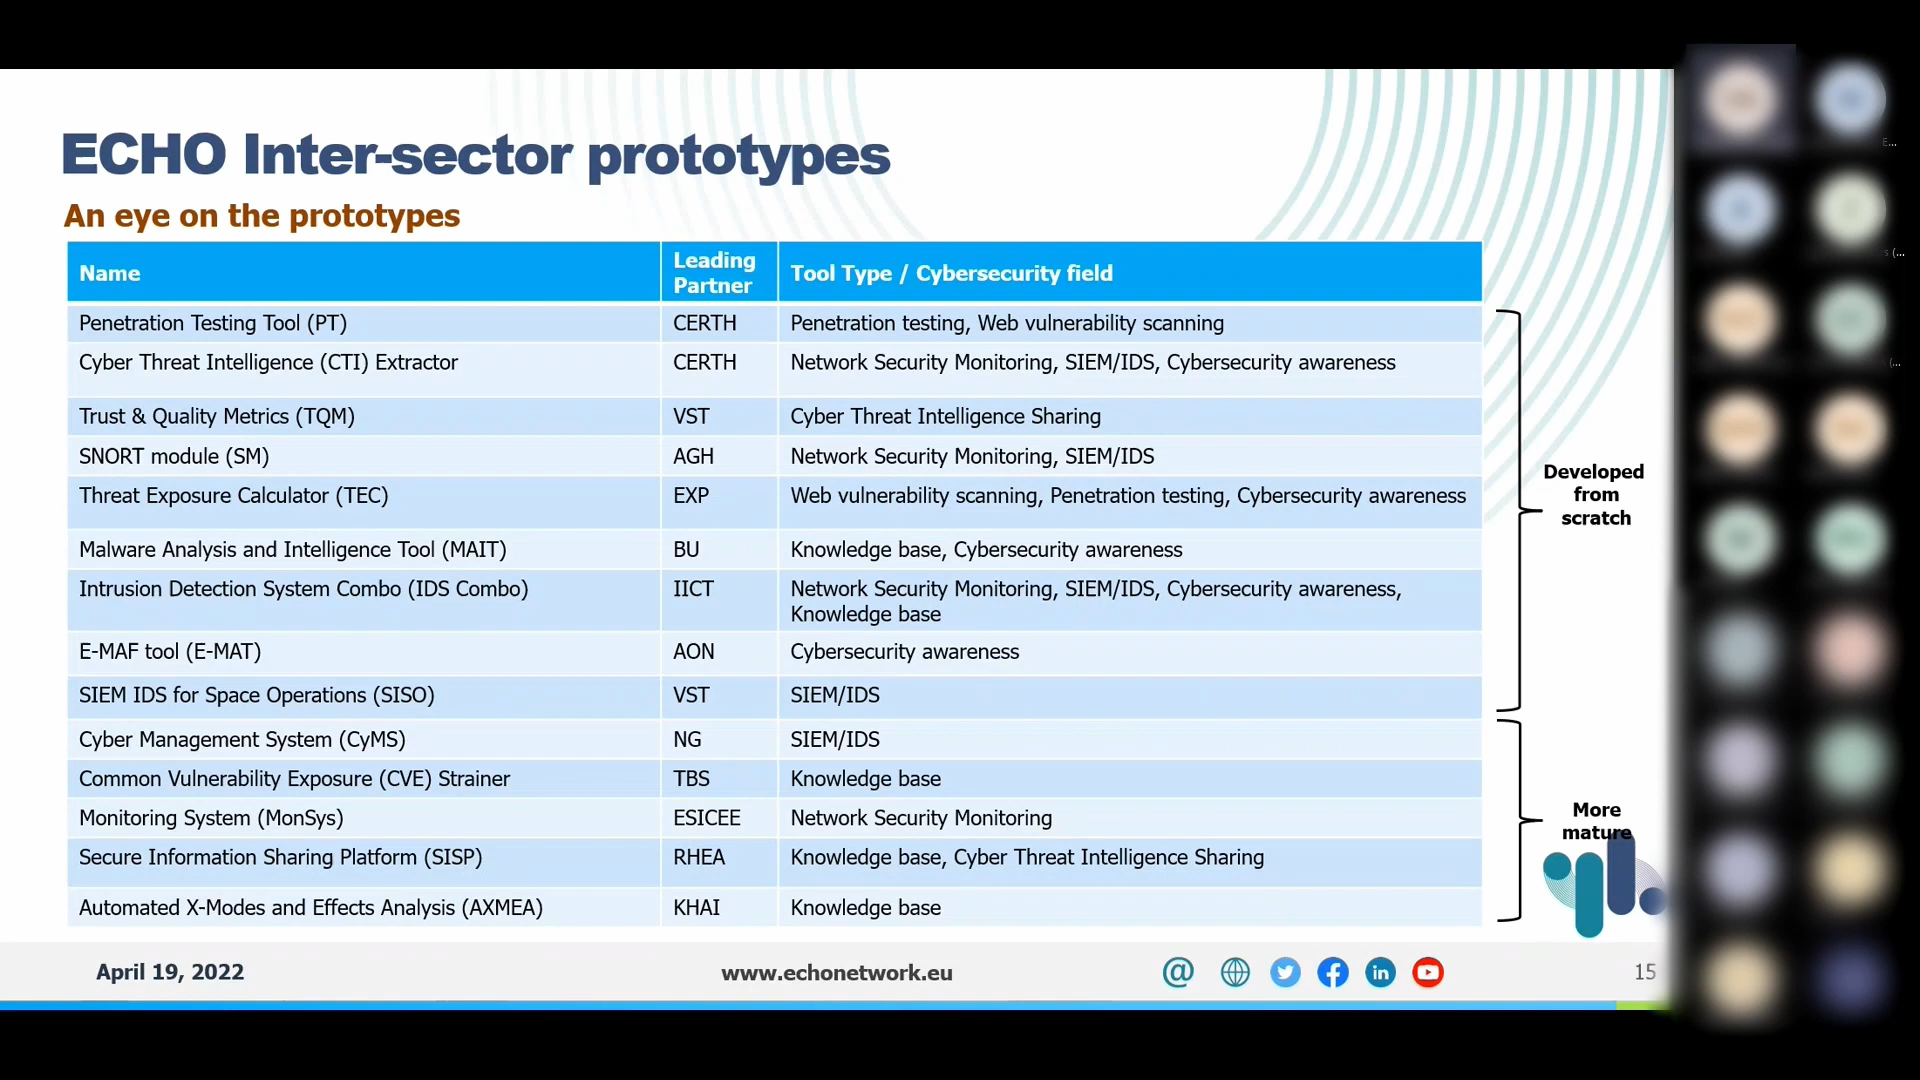 ECHO Inter-sector prototypes
An eye on the prototypes
Name Leading Partner Tool Type / Cybersecurity field
Penetration Testing Tool (PT) CERTH Penetration testing, Web vulnerability scanning
Cyber Threat Intelligence (CTI) Extractor CERTH Network Security Monitoring, SIEM/IDS, Cybersecurity awareness
Trust & Quality Metrics (TQM) VST Cyber Threat Intelligence Sharing
SNORT module (SM) AGH Network Security Monitoring, SIEM/IDS
Threat Exposure Calculator (TEC) EXP Web vulnerability scanning, Penetration testing, Cybersecurity awareness
Malware Analysis and Intelligence Tool (MAIT) BU Knowledge base, Cybersecurity awareness
Intrusion Detection System Combo (IDS Combo) IICT Network Security Monitoring, SIEM/IDS, Cybersecurity awareness,
Knowledge base
E-MAF tool (E-MAT) AON Cybersecurity awareness
SIEM IDS for Space Operations (SISO) VST SIEM/IDS
Cyber Management System (CyMS) NG SIEM/IDS
Common Vulnerability Exposure (CVE) Strainer TBS Knowledge base
Monitoring System (MonSys) ESICEE Network Security Monitoring
Secure Information Sharing Platform (SISP) RHEA Knowledge base, Cyber Threat Intelligence Sharing
Automated X-Modes and Effects Analysis (AXMEA) KHAI Knowledge base
Developed
from
scratch
More
mature
April 19, 2022 www.echonetwork.eu 15